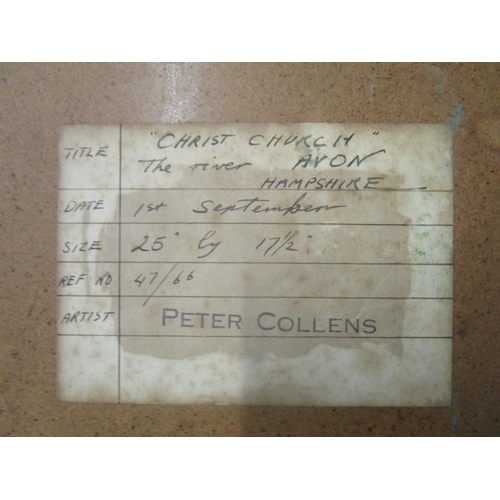 TITLE "CHRIST CHURCH"
The river AVON
HAMPSHIRE
DATE 1st September
SIZE 25" by 17½".
REF NO 47/66
ARTIST PETER COLLENS